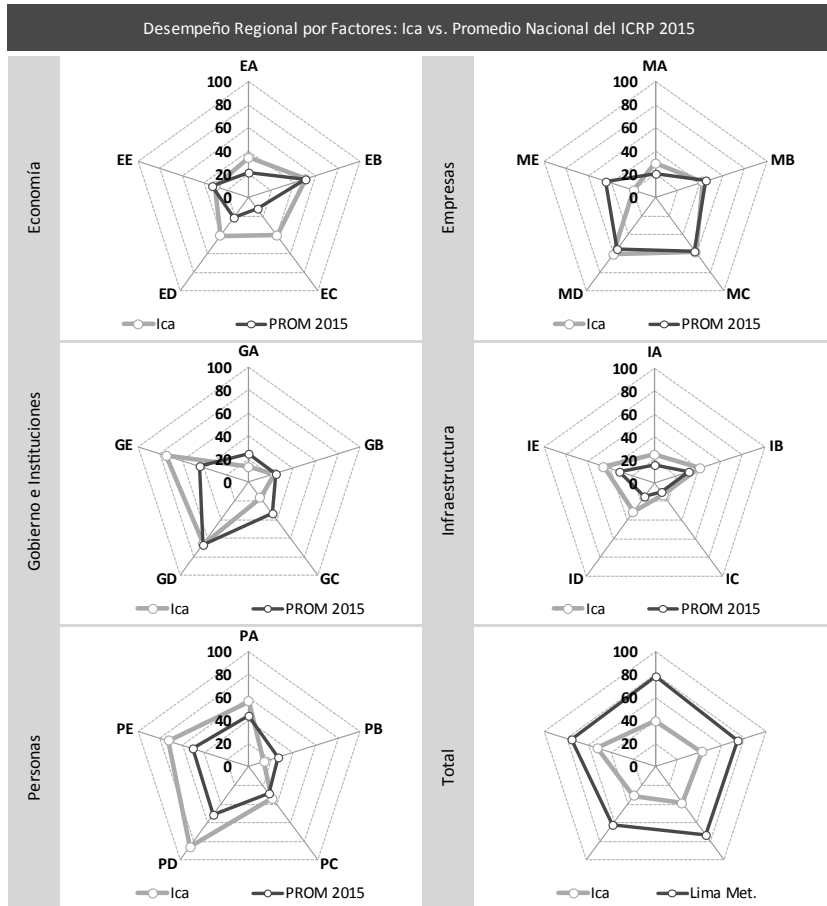 Desempeño Regional por Factores: Ica vs. Promedio Nacional del ICRP 2015
Economía
EA
100
80
60
40
20
0
EE
EB
ED
EC
Ica
PROM 2015
Empresas
MA
100
80
60
40
20
0
ME
MB
MD
MC
Ica
PROM 2015
Gobierno e Instituciones
GA
100
80
60
40
20
0
GE
GB
GD
GC
Ica
PROM 2015
Infraestructura
IA
100
80
60
40
20
0
IE
IB
ID
IC
Ica
PROM 2015
Personas
PA
100
80
60
40
20
0
PE
PB
PD
PC
Ica
PROM 2015
Total
100
80
60
40
20
0
Ica
Lima Met.